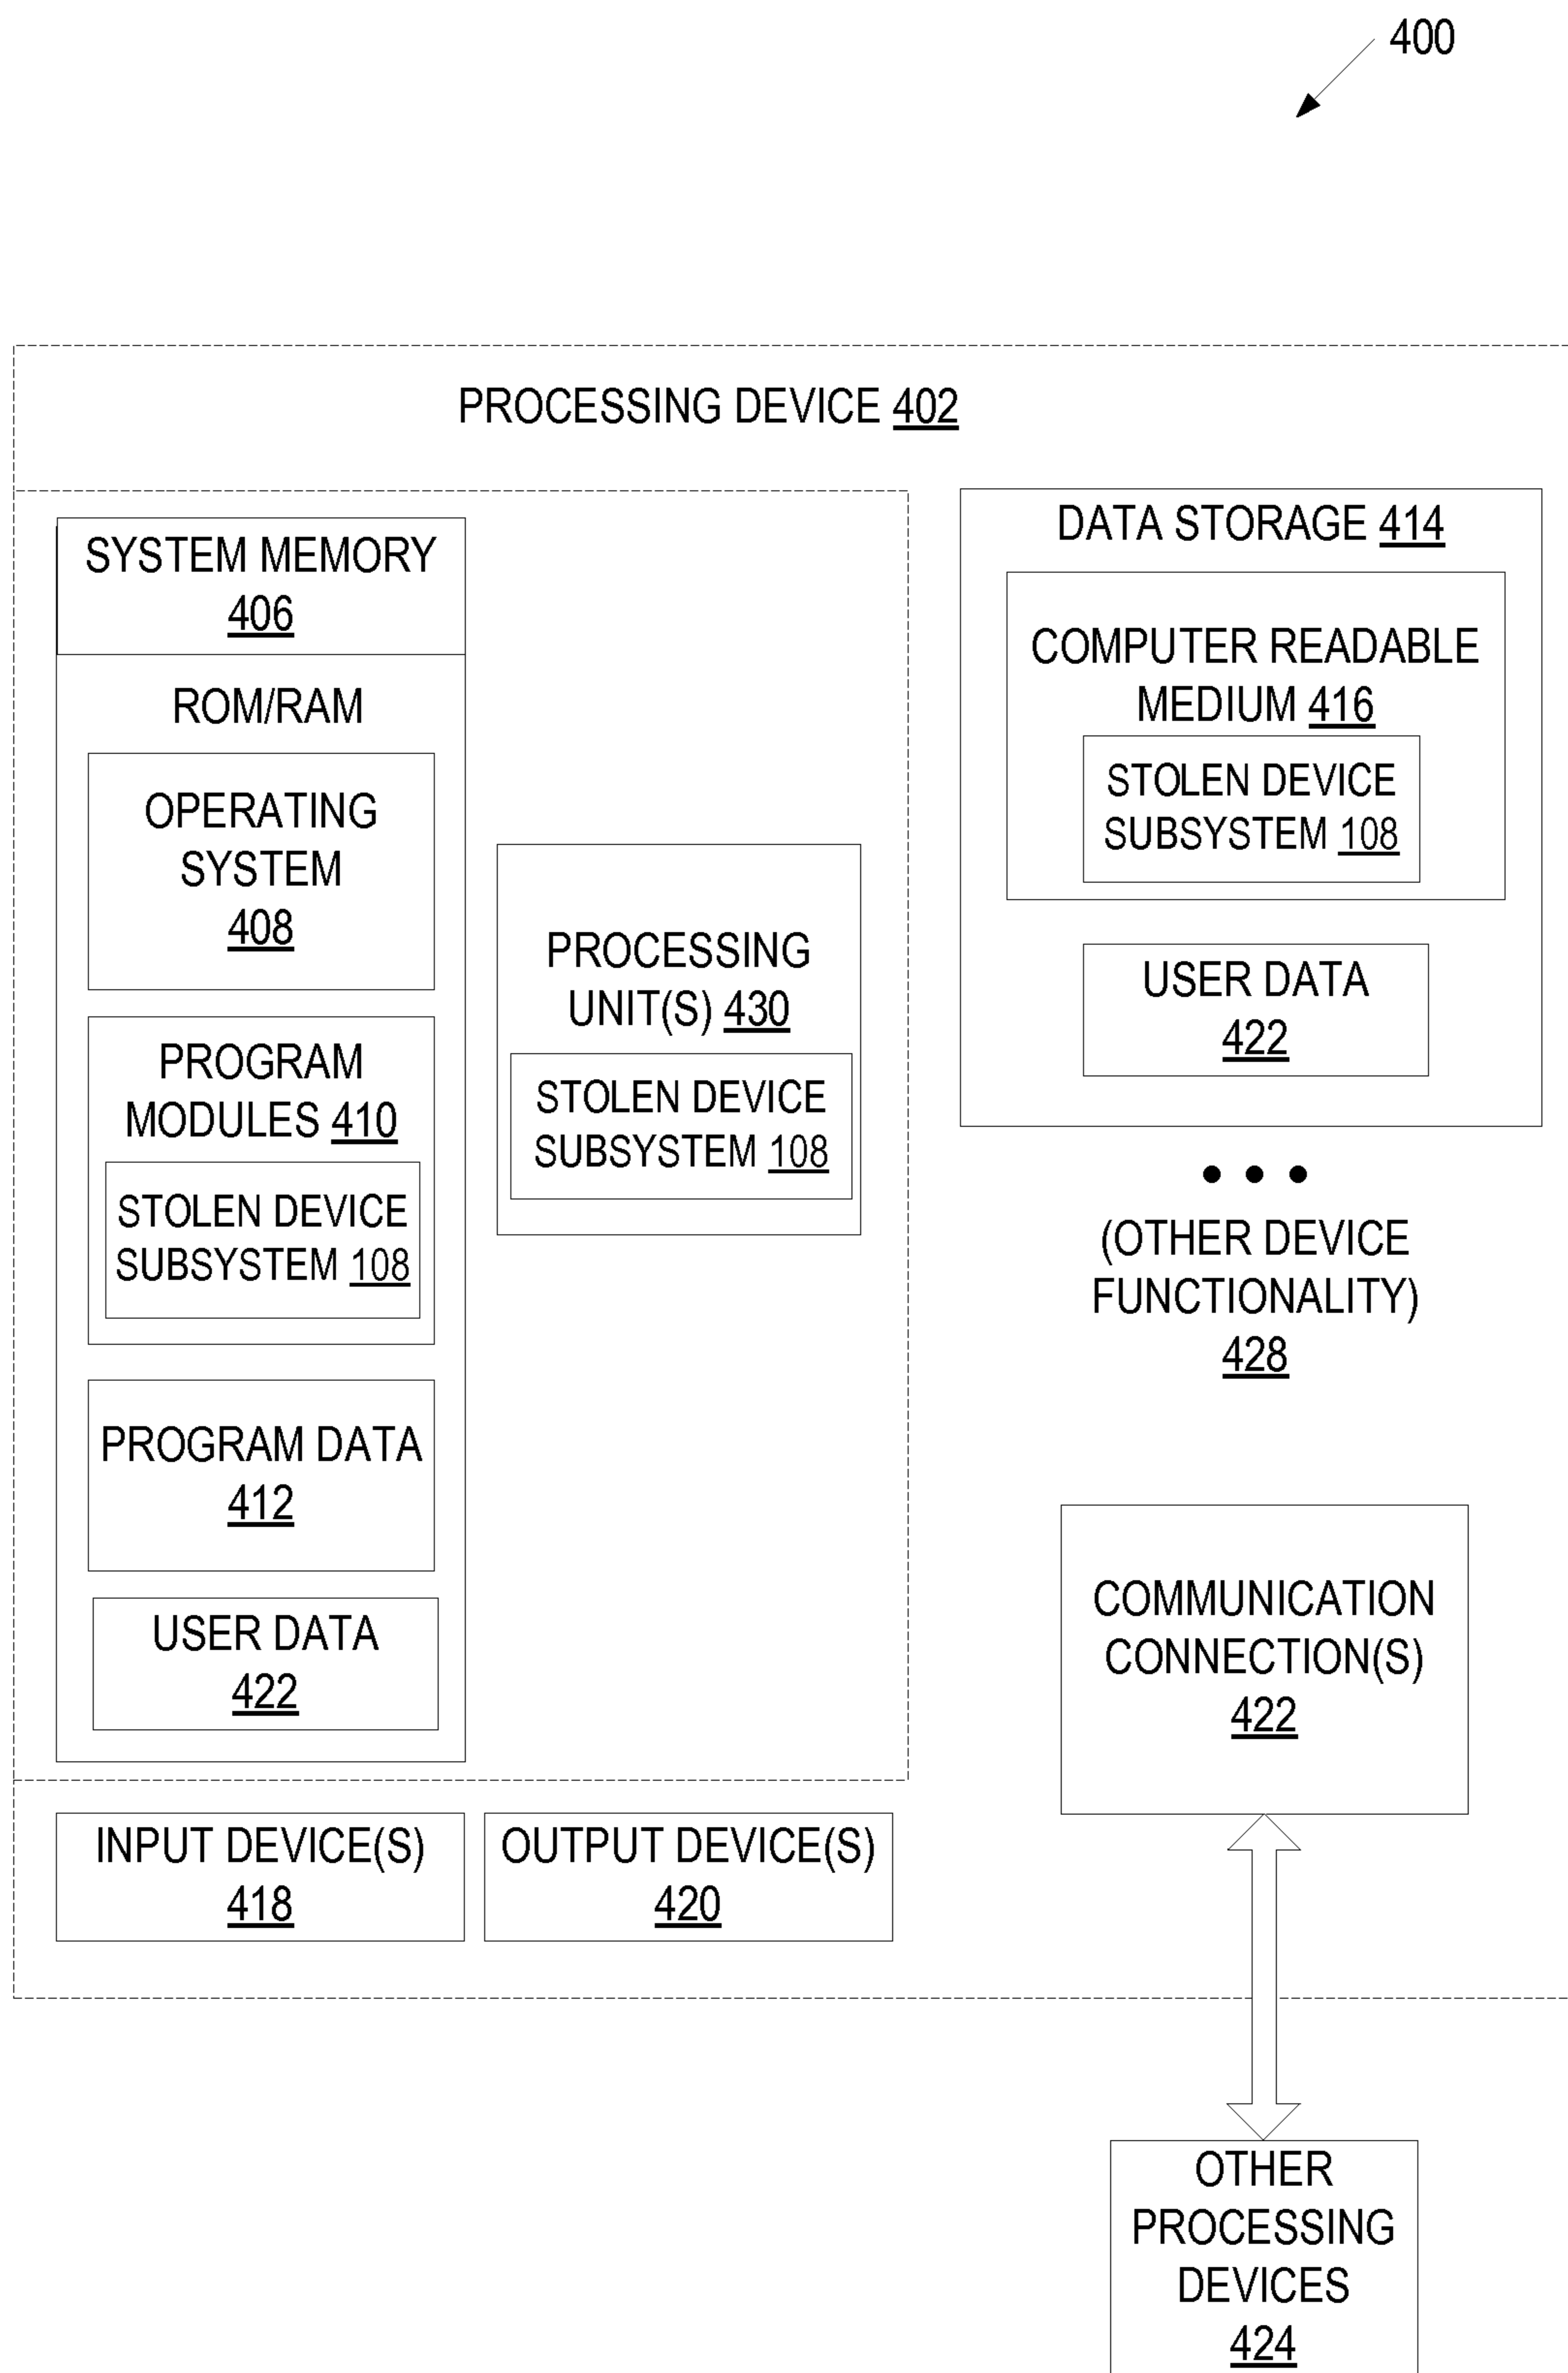 400
PROCESSING DEVICE 402
SYSTEM MEMORY
406
ROM/RAM
OPERATING
SYSTEM
408
PROGRAM
MODULES 410
STOLEN DEVICE
SUBSYSTEM 108
PROGRAM DATA
412
USER DATA
422
PROCESSING
UNIT(S) 430
STOLEN DEVICE
SUBSYSTEM 108
DATA STORAGE 414
COMPUTER READABLE
MEDIUM 416
STOLEN DEVICE
SUBSYSTEM 108
USER DATA
422
(OTHER DEVICE
FUNCTIONALITY)
428
COMMUNICATION
CONNECTION(S)
422
INPUT DEVICE(S)
418
OUTPUT DEVICE(S)
420
OTHER
PROCESSING
DEVICES
424